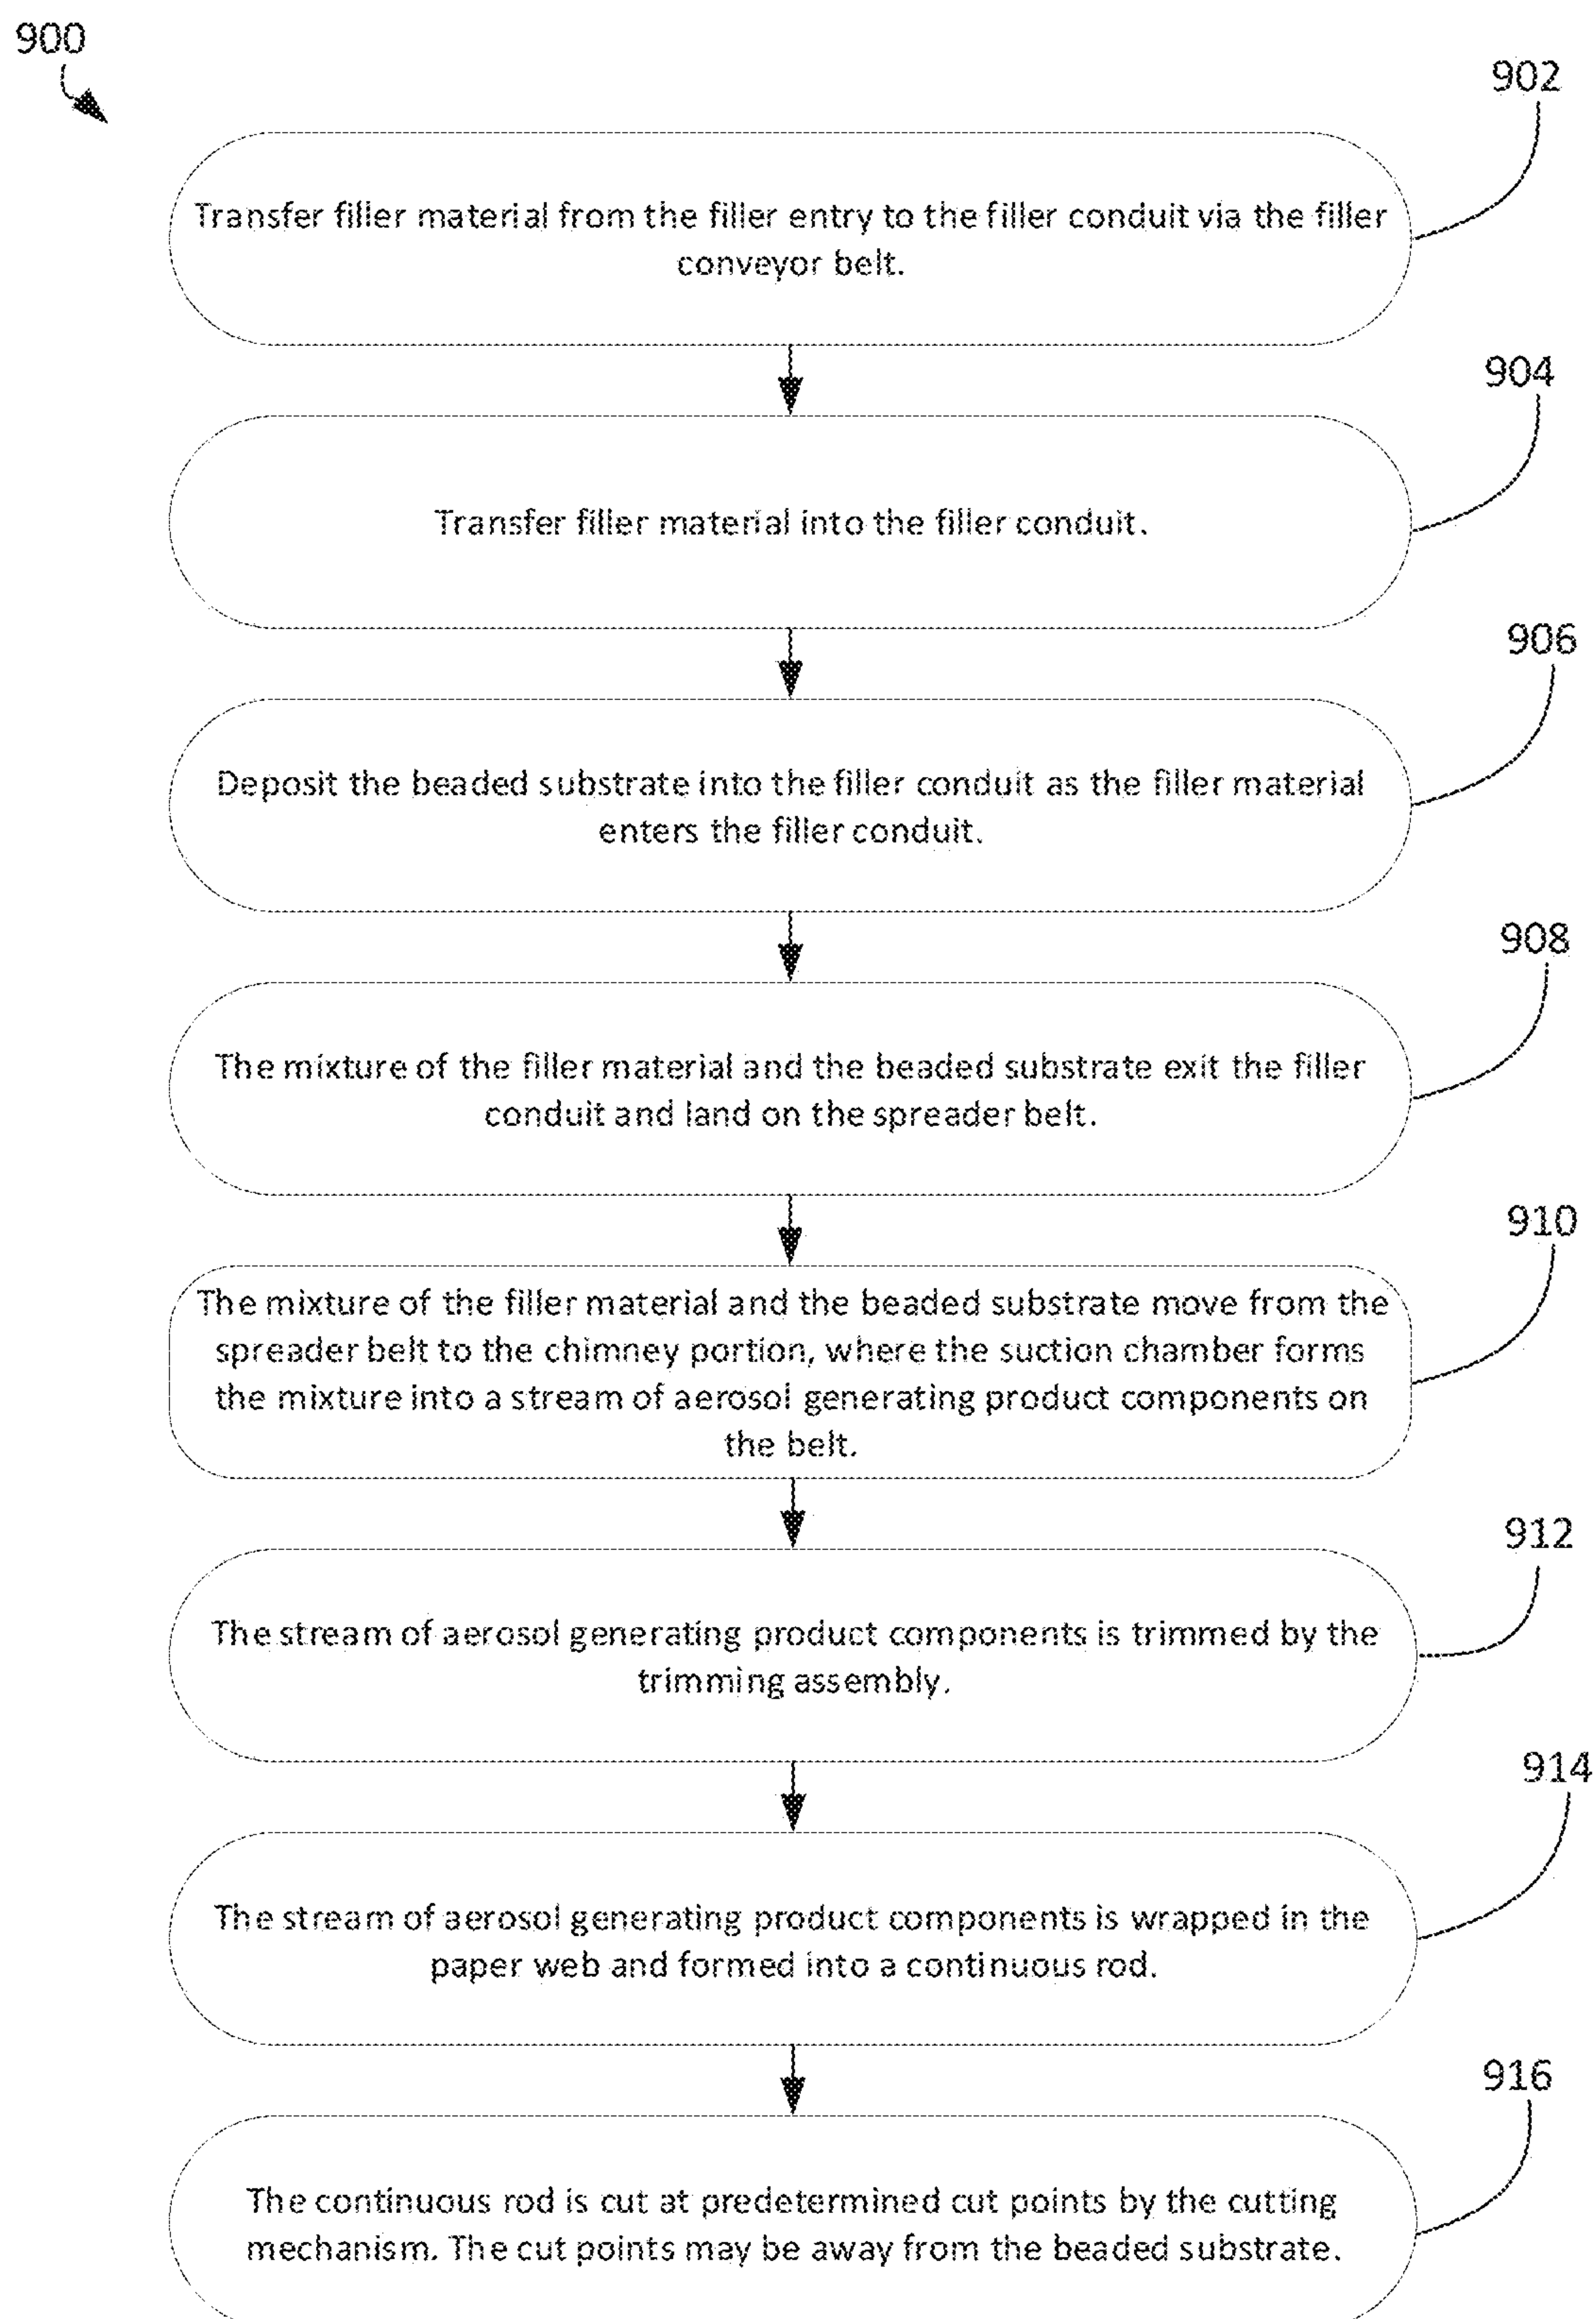 900
902
Transfer filler material from the filler entry to the filler conduit via the filler
conveyor belt.
904
Transfer filler material into the filler conduit.
906
Deposit the beaded substrate into the filler conduit as the filler material
enters the filler conduit.
908
The mixture of the filler material and the beaded substrate exit the filler
conduit and land on the spreader belt.
910
The mixture of the filler material and the beaded substrate move from the
spreader belt to the chimney portion, where the suction chamber forms
the mixture into a stream of aerosol generating product components on
the belt.
912
The stream of aerosol generating product components is trimmed by the
trimming assembly.
914
The stream of aerosol generating product components is wrapped in the
paper web and formed into a continuous rod.
916
The continuous rod is cut at predetermined cut points by the cutting
mechanism. The cut points may be away from the beaded substrate.